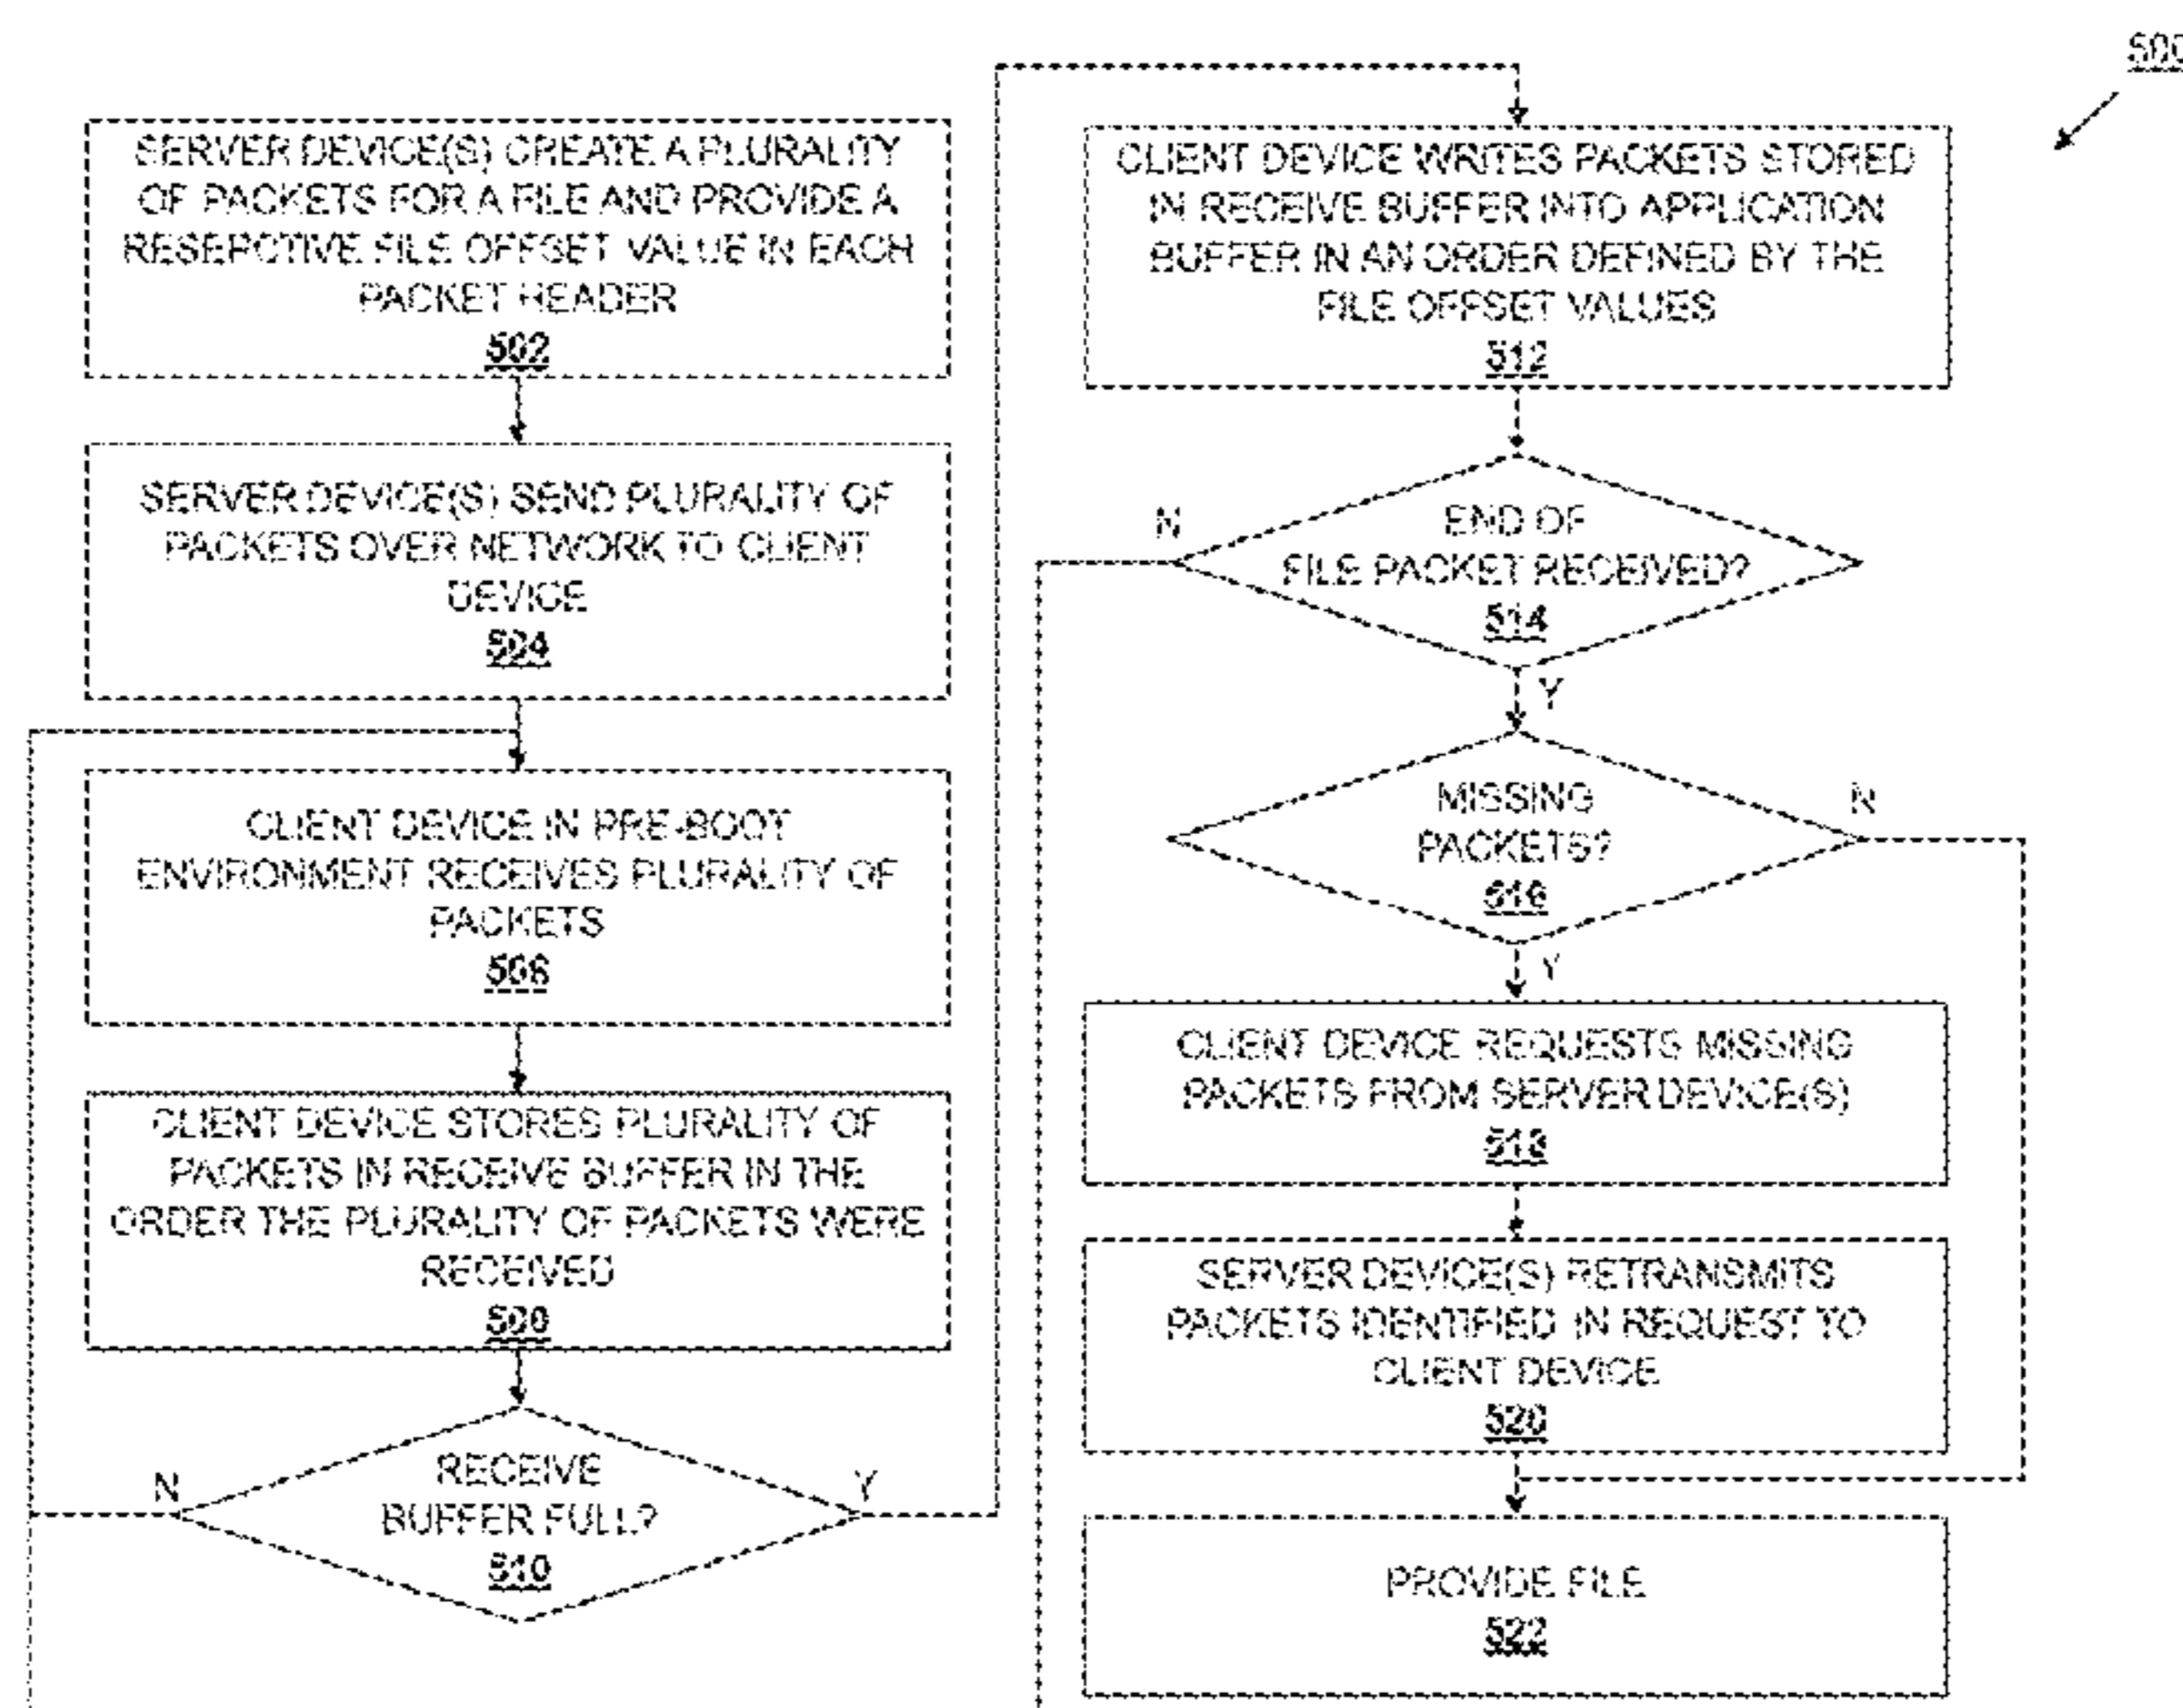 500
SERVER DEVICE(S) CREATE A PLURALITY
OF PACKETS FOR A FILE AND PROVIDE A
RESEPCTIVE FILE OFFSET VALUE IN EACH
PACKET HEADER
502
SERVER DEVICE(S) SEND PLURALITY OF
PACKETS OVER NETWORK TO CLIENT
DEVICE
504
CLIENT DEVICE IN PRE-BOOT
ENVIRONMENT RECEIVES PLURALITY OF
PACKETS
506
CLIENT DEVICE STORES PLURALITY OF
PACKETS IN RECEIVE BUFFER IN THE
ORDER THE PLURALITY OF PACKETS WERE
RECEIVED
508
N
RECEIVE
BUFFER FULL?
510
Y
CLIENT DEVICE WRITES PACKETS STORED
IN RECEIVE BUFFER INTO APPLICATION
BUFFER IN AN ORDER DEFINED BY THE
FILE OFFSET VALUES
512
N
END OF
FILE PACKET RECEIVED?
514
Y
MISSING
PACKETS?
516
N
Y
CLIENT DEVICE REQUESTS MISSING
PACKETS FROM SERVER DEVICE(S)
518
SERVER DEVICE(S) RETRANSMITS
PACKETS IDENTIFIED IN REQUEST TO
CLIENT DEVICE
520
PROVIDE FILE
522